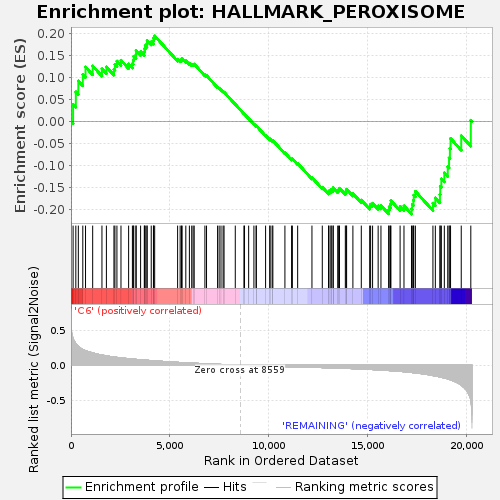 Enrichment plot: HALLMARK_PEROXISOME
Enrichment score (ES)
0.20
0.15
0.10
0.05
0.00
-0.05
-0.10
-0.15
-0.20
'C6' (positively correlated)
Ranked list metric (Signal2Noise)
0.5
0.0
-0.5
Zero cross at 8559
'REMAINING' (negatively correlated)
0
5,000
10,000
15,000
20,000
Rank in Ordered Dataset
Enrichment profile
Hits
Ranking metric scores